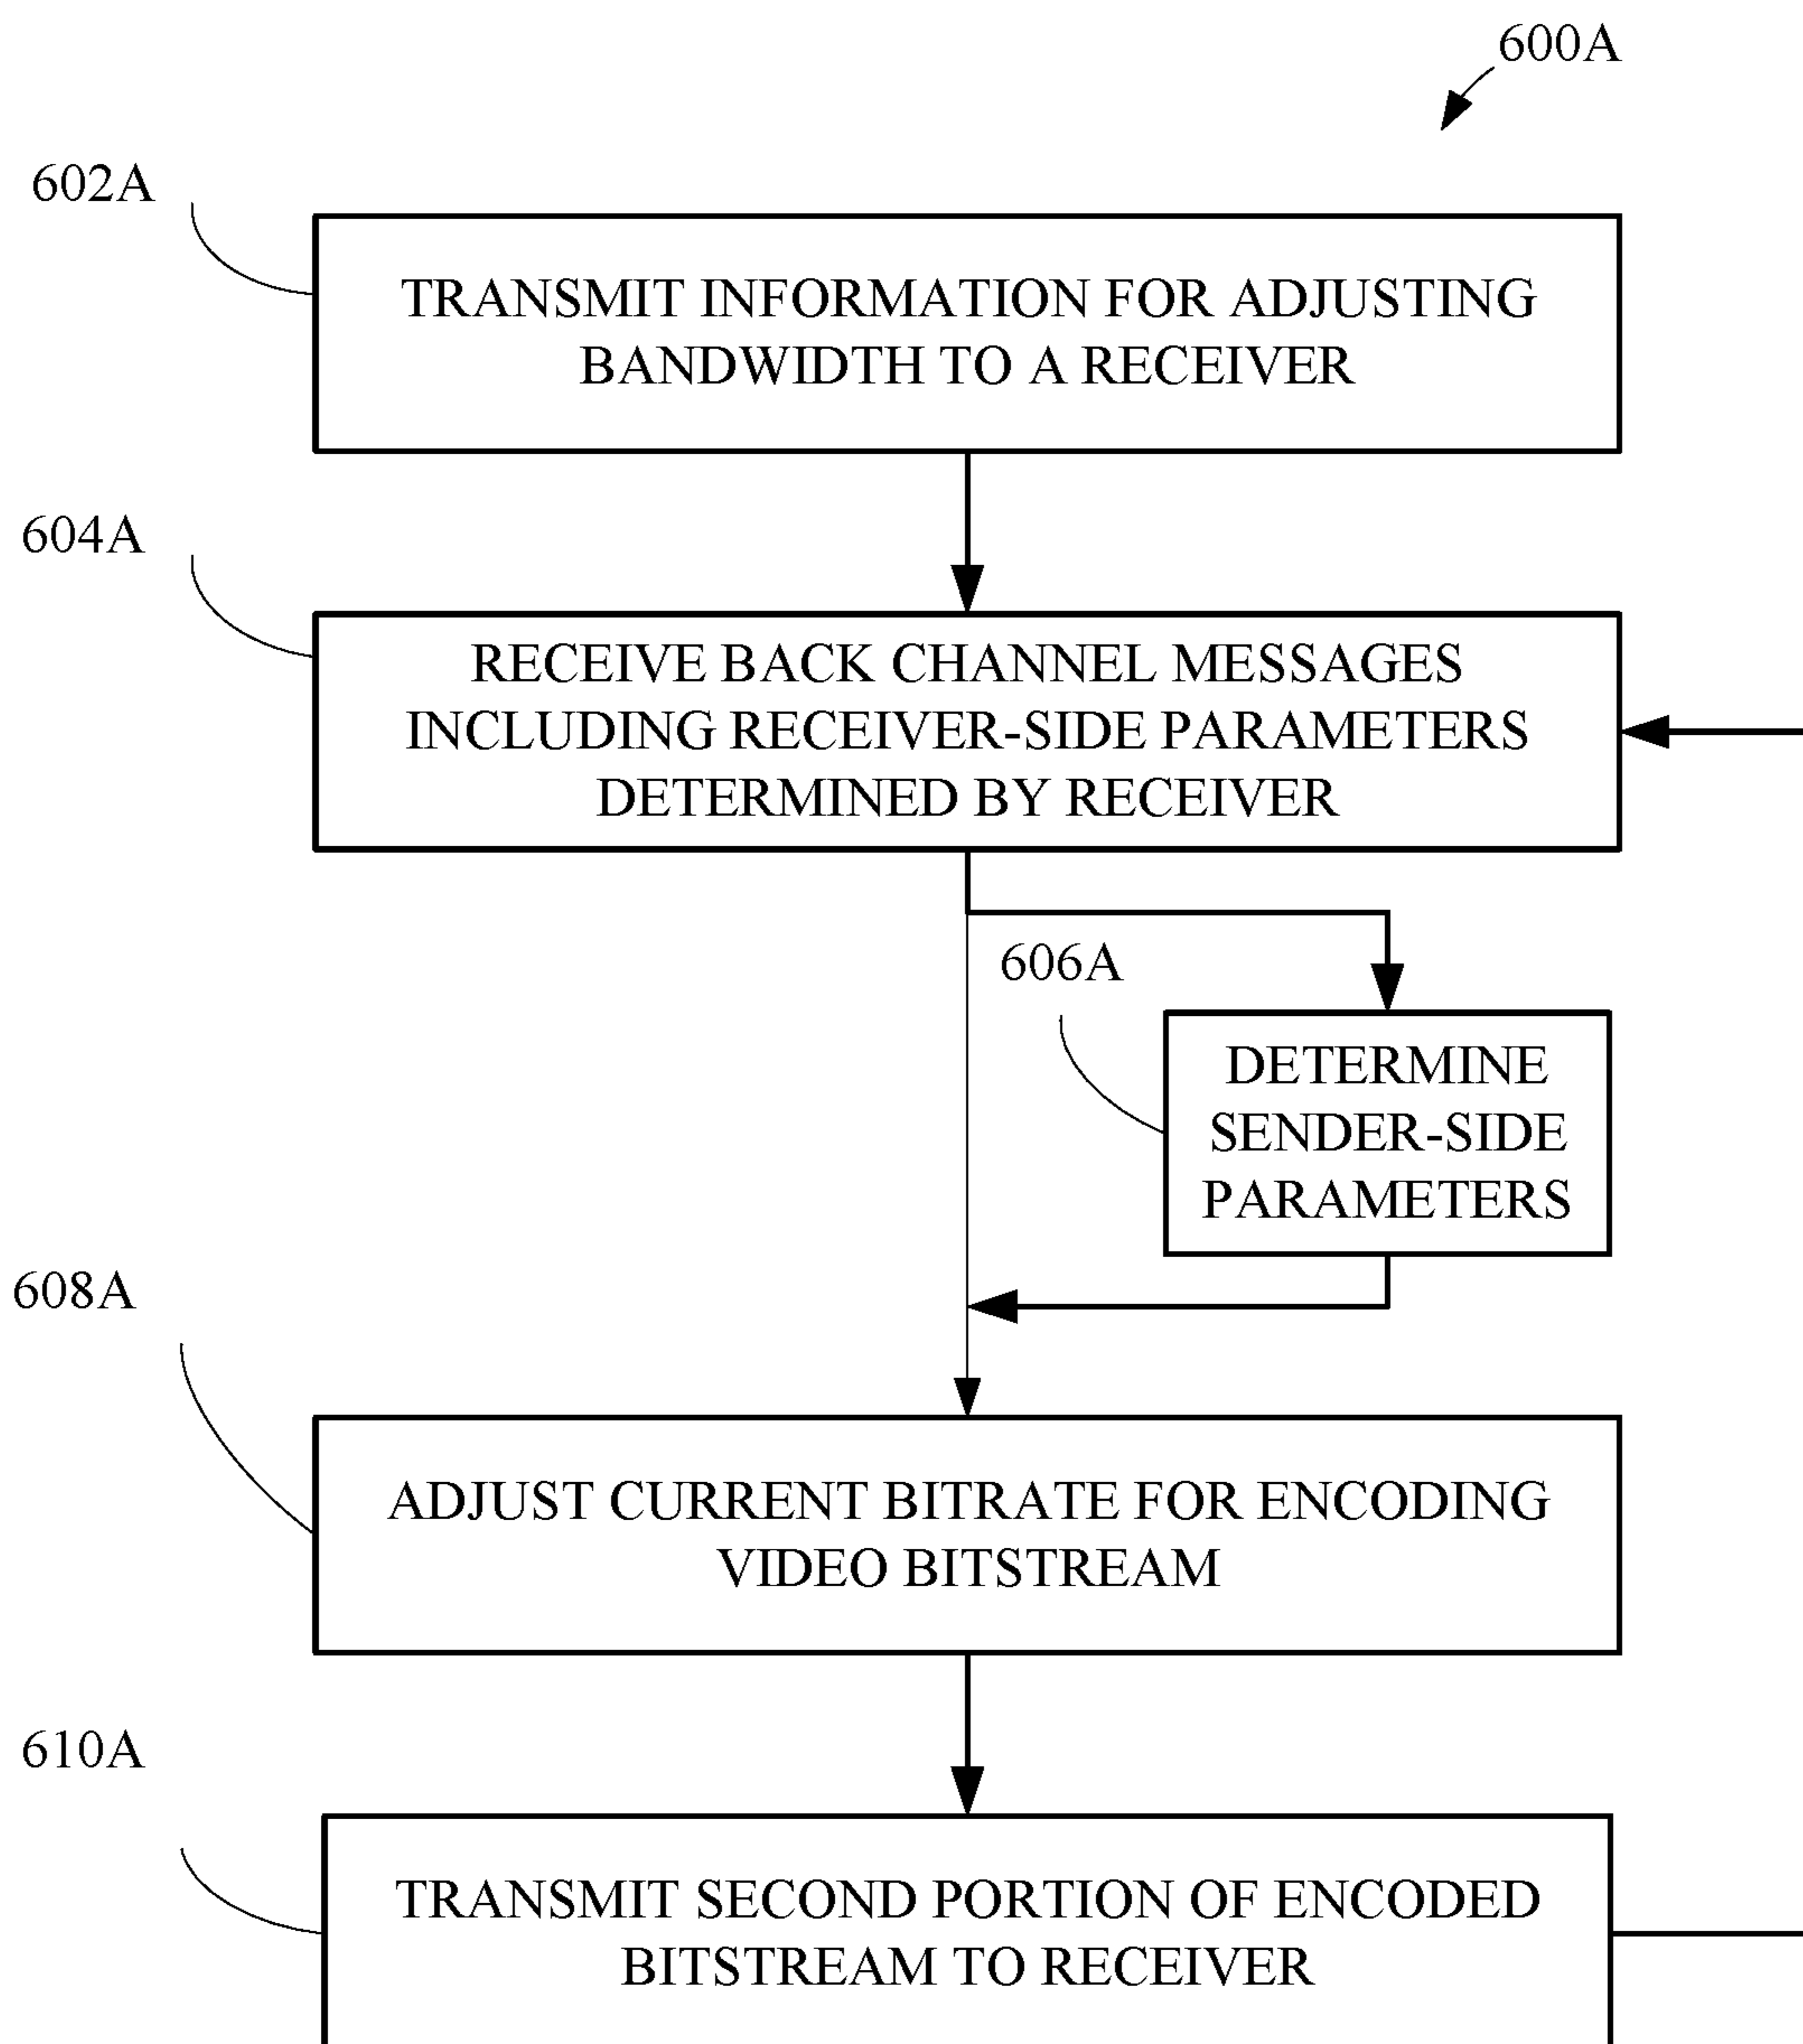 600A
602A
TRANSMIT INFORMATION FOR ADJUSTING
BANDWIDTH TO A RECEIVER
604A
RECEIVE BACK CHANNEL MESSAGES
INCLUDING RECEIVER-SIDE PARAMETERS
DETERMINED BY RECEIVER
606A
DETERMINE
SENDER-SIDE
PARAMETERS
608A
ADJUST CURRENT BITRATE FOR ENCODING
VIDEO BITSTREAM
610A
TRANSMIT SECOND PORTION OF ENCODED
BITSTREAM TO RECEIVER